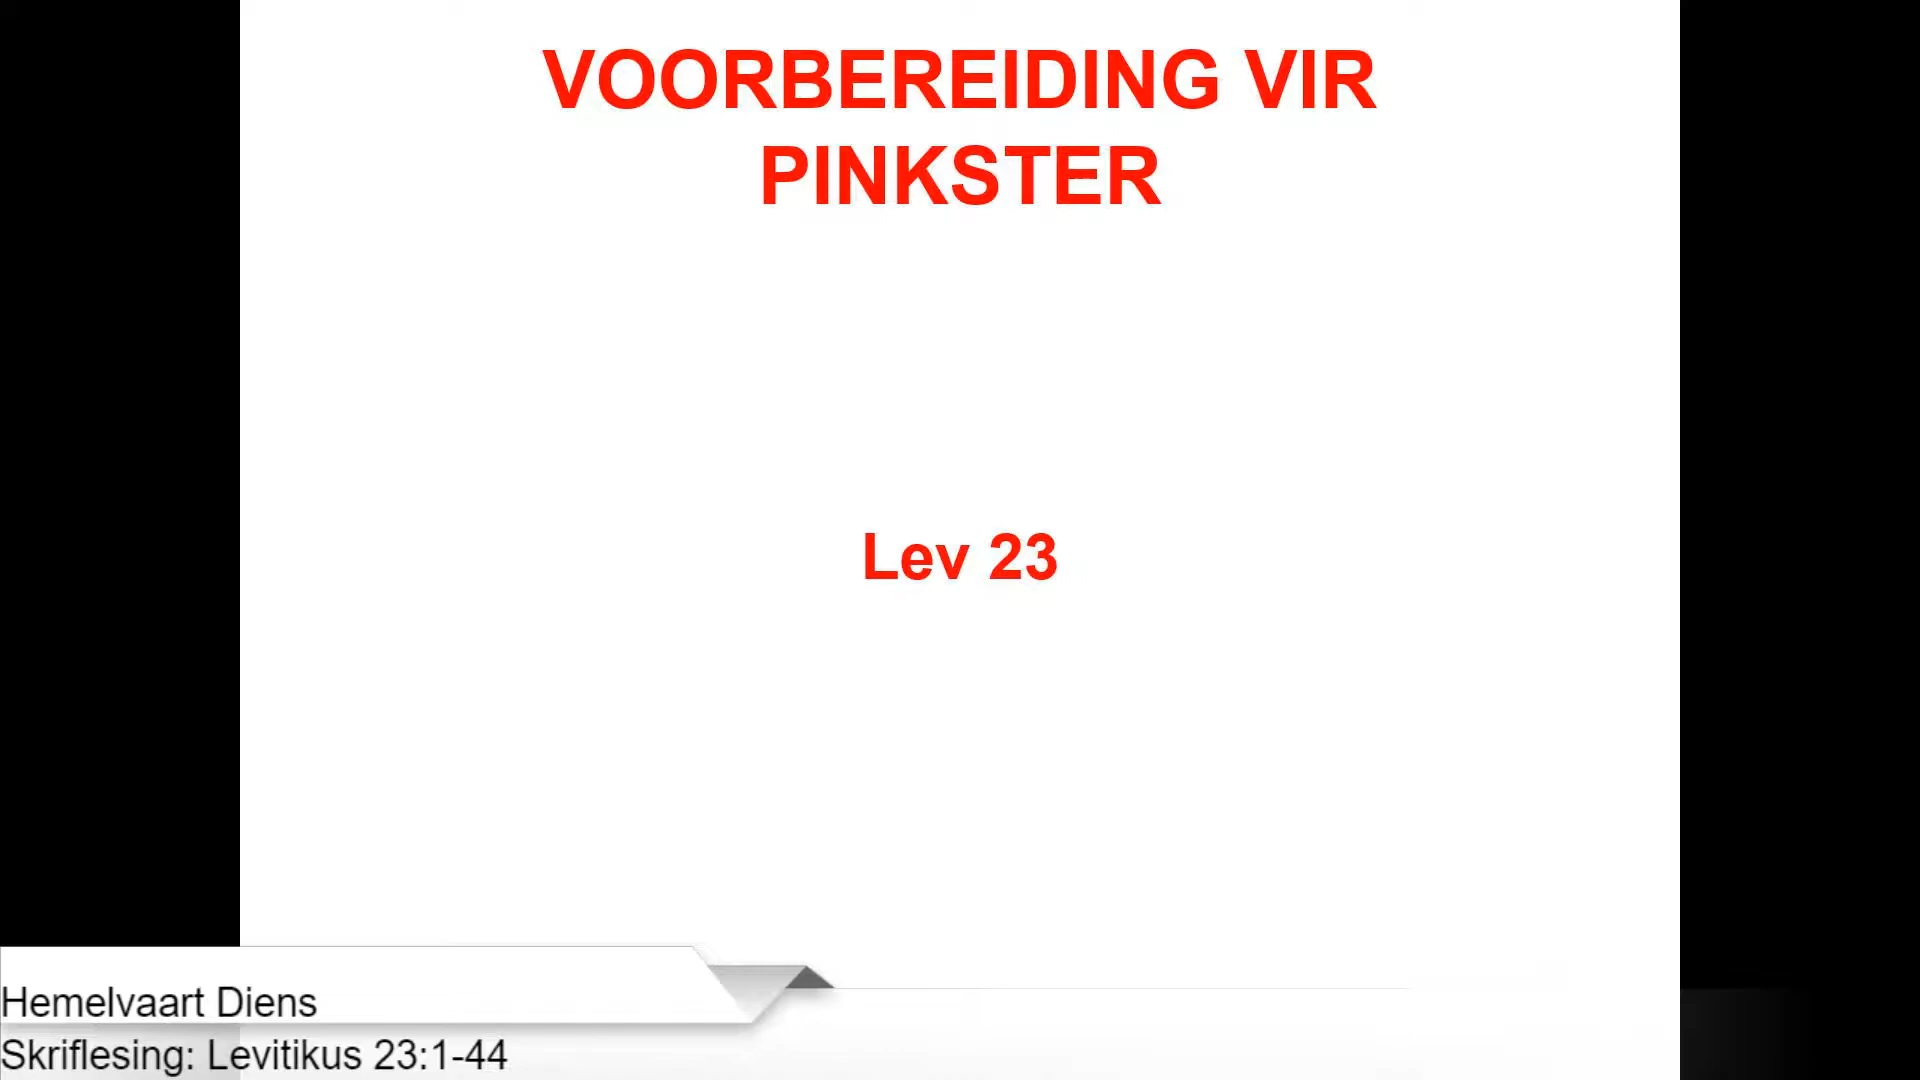 VOORBEREIDING VIR
PINKSTER
Lev 23
Hemelvaart Diens
Skriflesing: Levitikus 23:1-44